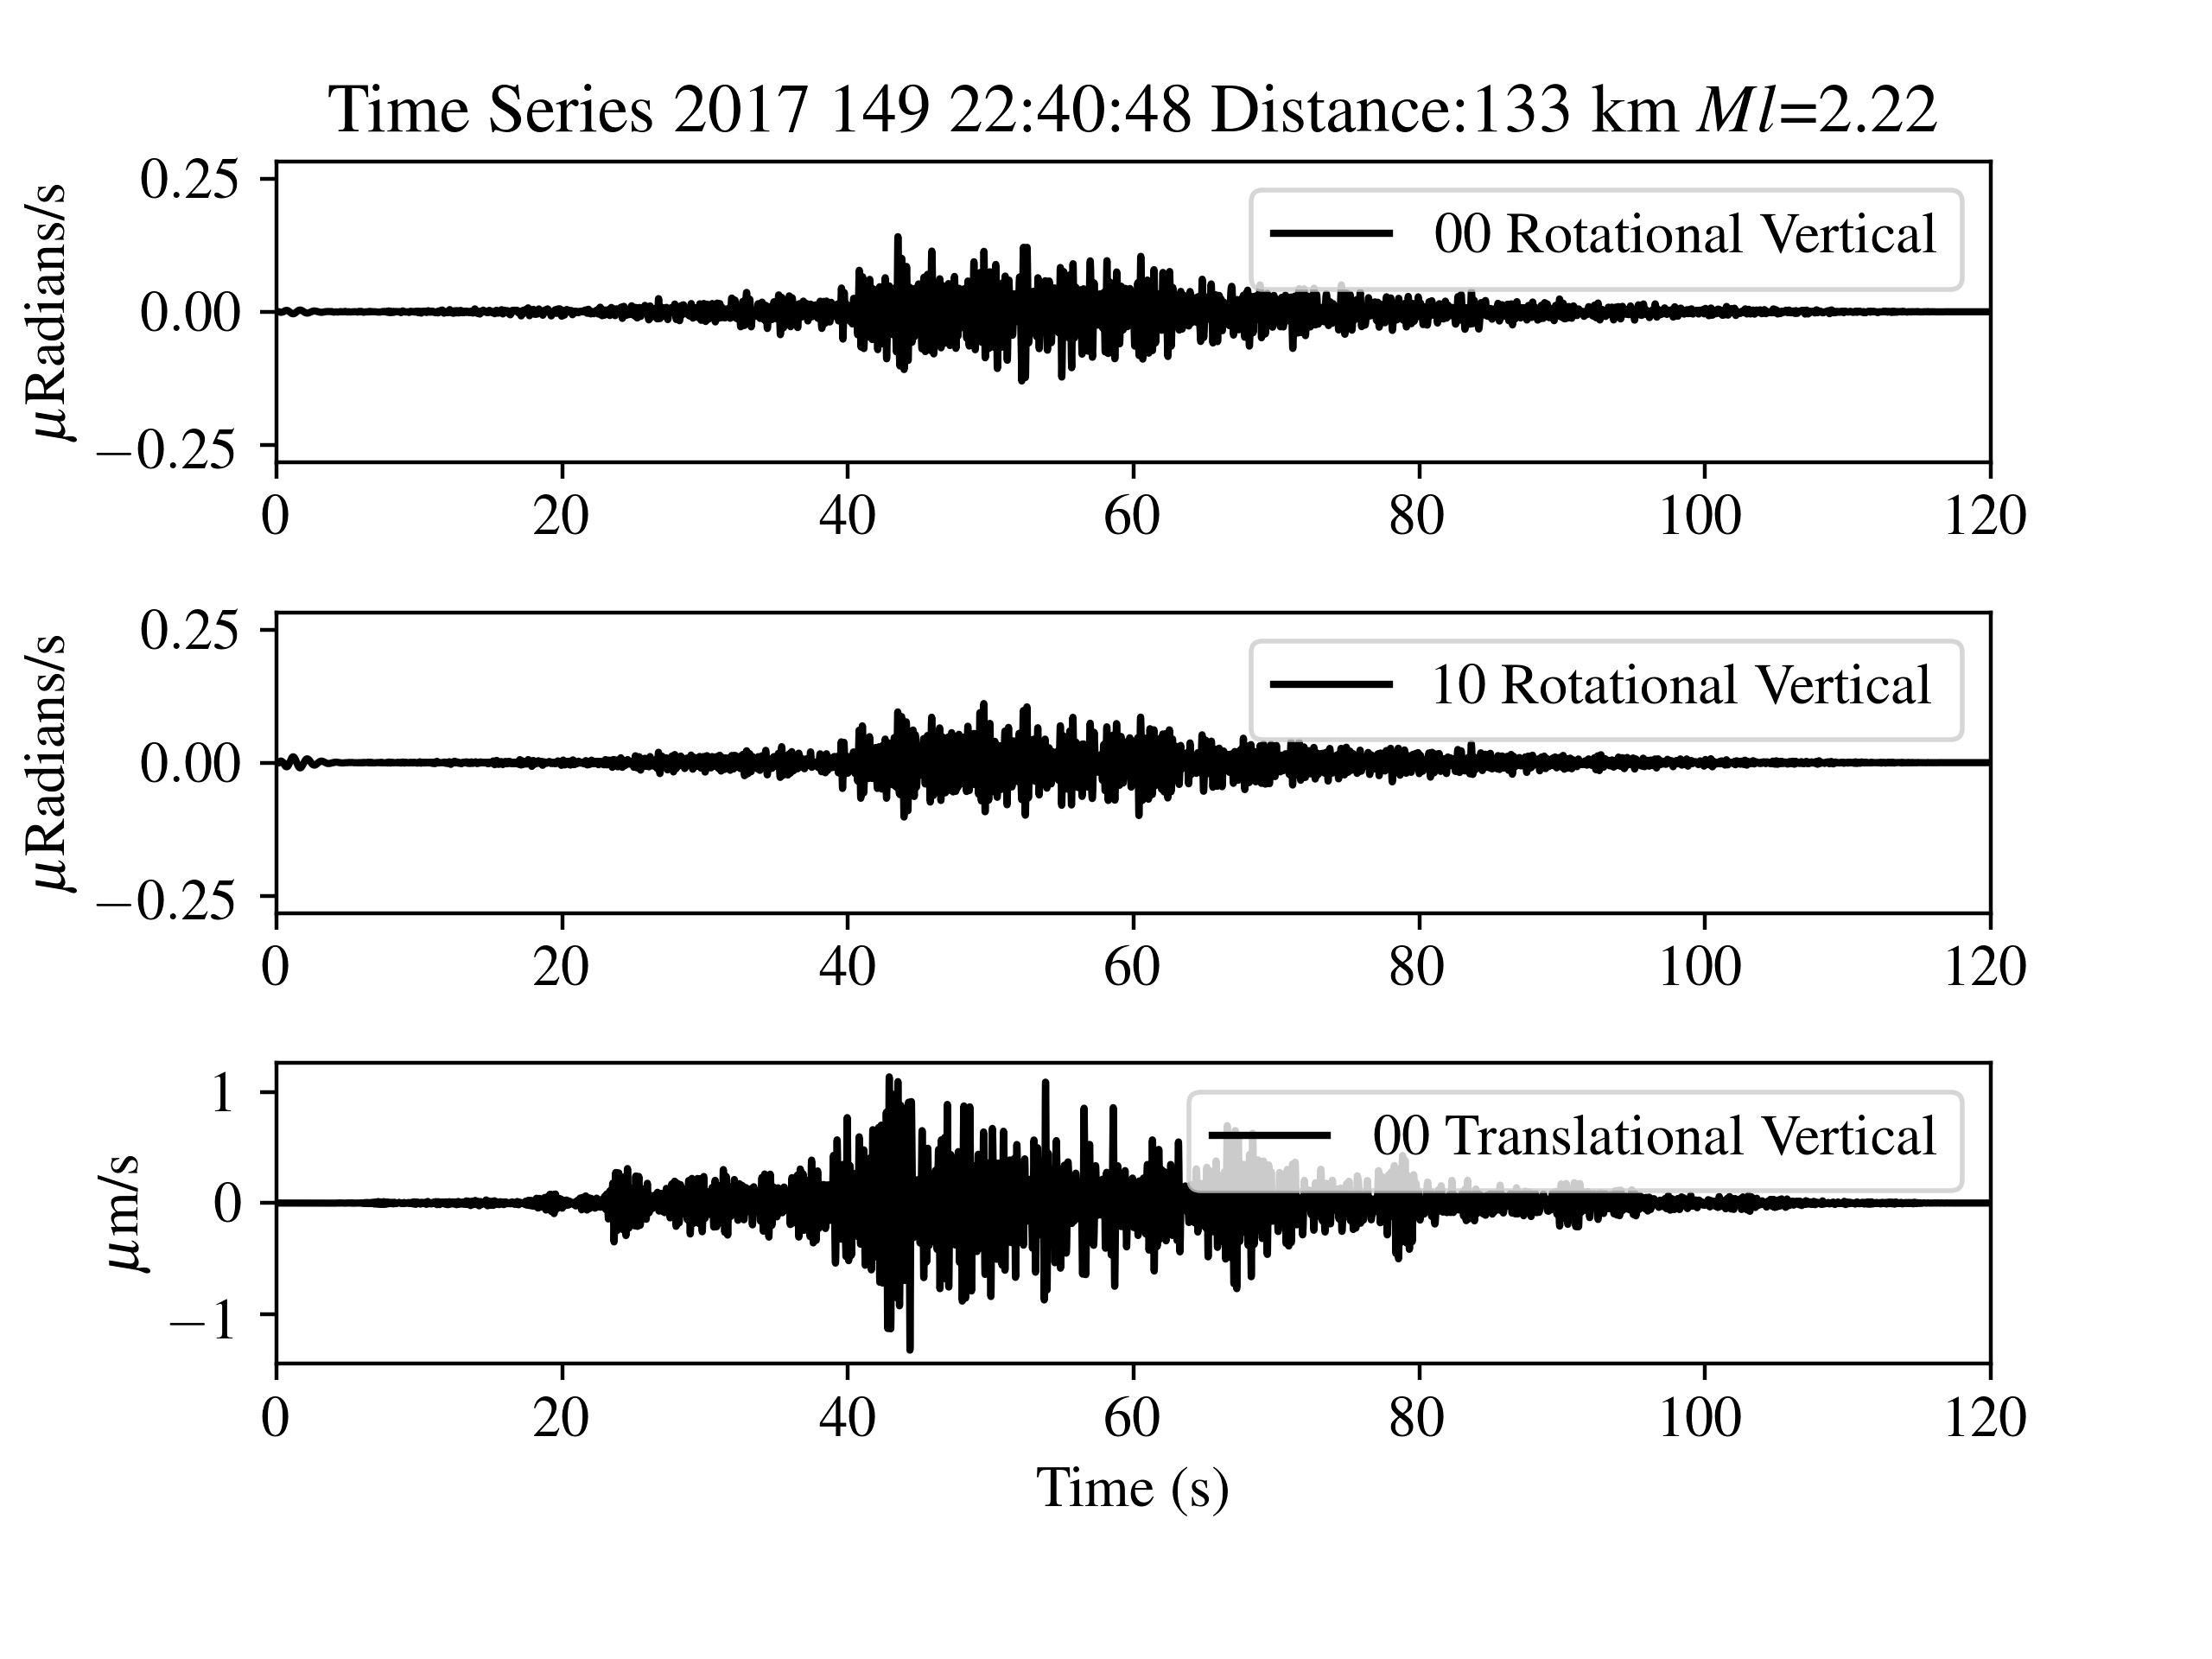 Time Series 2017 149 22:40:48 Distance:133 km Ml=2.22
μRadians/s
0.25
0.00
−0.25
00 Rotational Vertical
0 20 40 60 80 100 120
μRadians/s
0.25
0.00
−0.25
10 Rotational Vertical
0 20 40 60 80 100 120
μm/s
1
0
−1
00 Translational Vertical
0 20 40 60 80 100 120
Time (s)